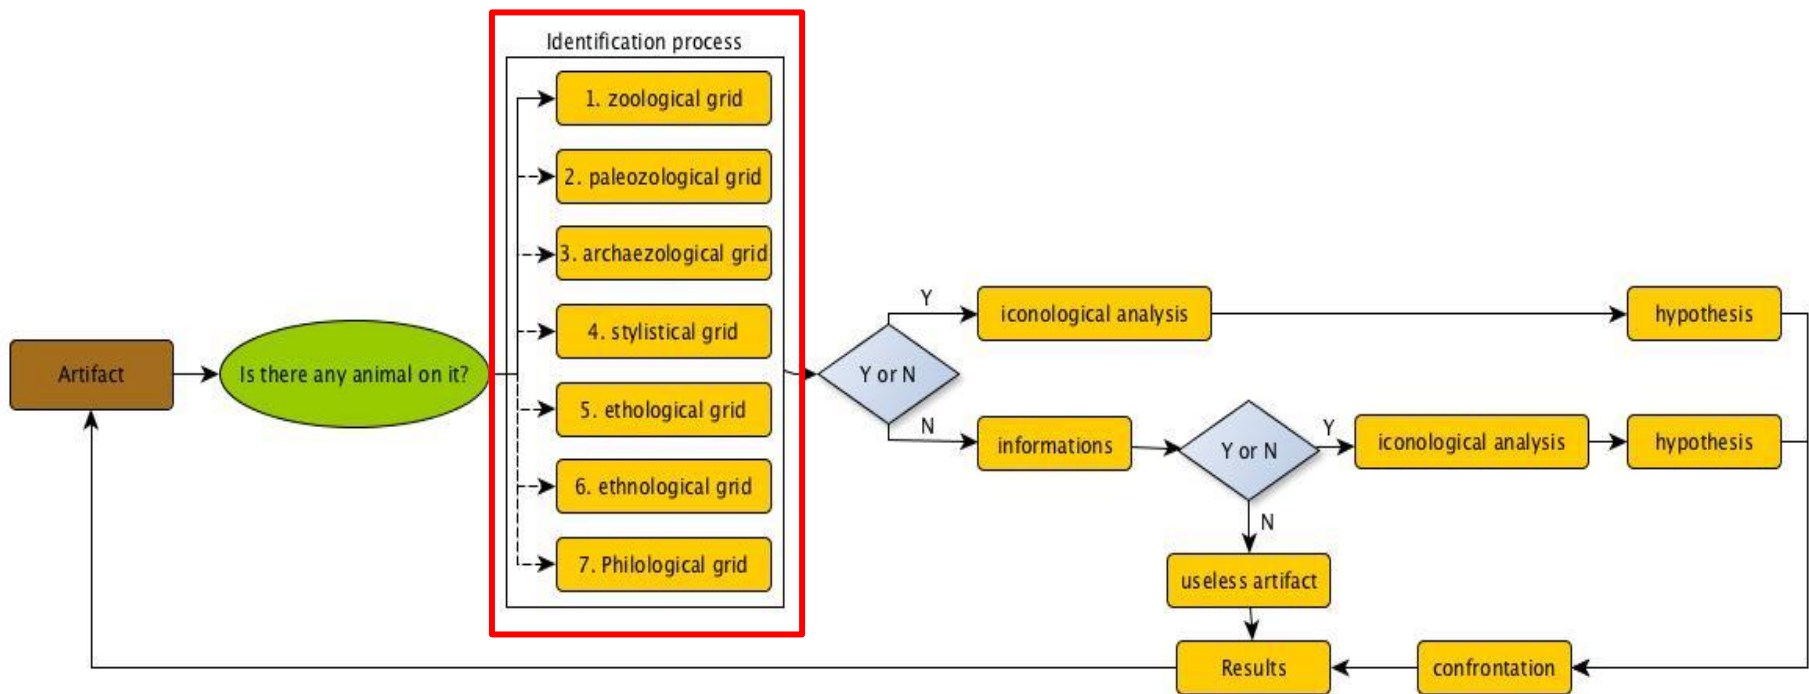 Identification process
1. zoological grid
2. paleozological grid
3. archaezological grid
4. stylistical grid
5. ethological grid
6. ethnological grid
7. Philological grid
Artifact
Is there any animal on it?
Y or N
Y
iconological analysis
hypothesis
N
informations
Y or N
Y
iconological analysis
hypothesis
N
useless artifact
Results
confrontation